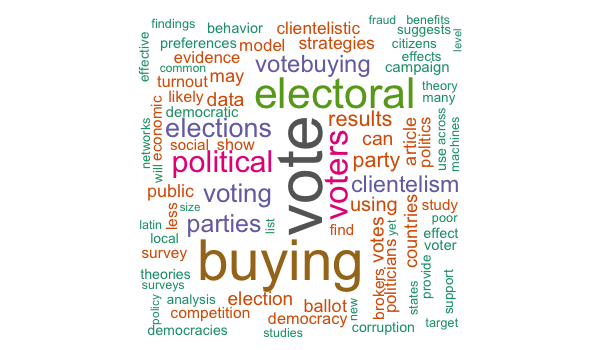 findings
behavior
clientelistic
fraud
benefits
suggests
level
effective
preferences
model
strategies
citizens
evidence
votebuying
effects
common
turnout
may
campaign
likely
data
electoral
theory
many
economic
democratic
results
elections
vote
voters
can
article
politics
use
across
machines
networks
will
social
show
political
party
public
voting
clientelism
less
size
using
countries
study
latin
parties
list
find
votes
yet
poor
local
effect
survey
buying
voter
politicians
brokers
provide
theories
surveys
support
policy
analysis
election
ballot
new
states
competition
democracy
corruption
target
democracies
studies